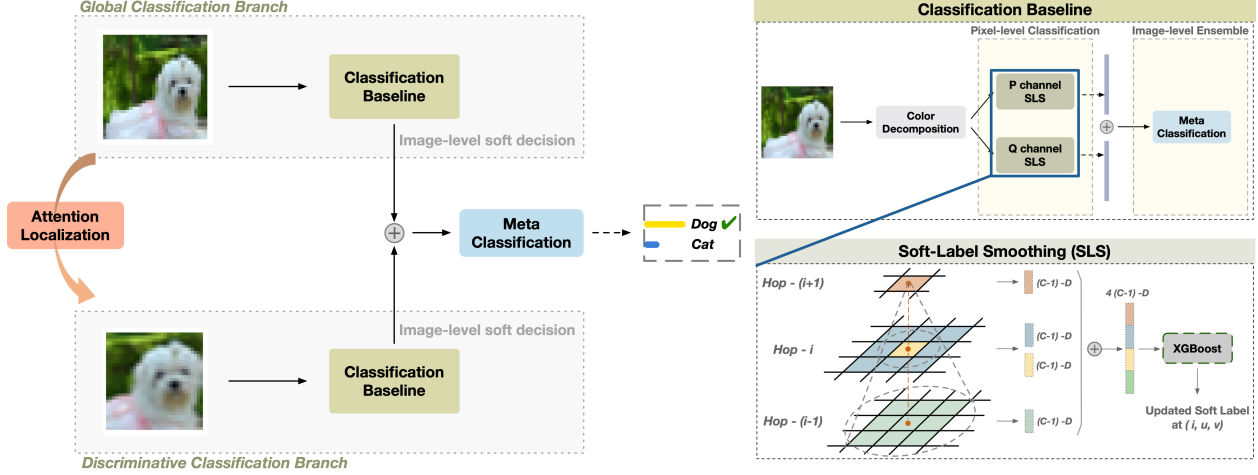 Global Classification Branch
Classification
Baseline
Image-level soft decision
Attention
Localization
Meta
Classification
Dog
Cat
Image-level soft decision
Classification
Baseline
Discriminative Classification Branch
Classification Baseline
Pixel-level Classification
Image-level Ensemble
P channel
SLS
Color
Decomposition
Meta
Classification
Q channel
SLS
Soft-Label Smoothing (SLS)
Hop - (i+1)
(C-1) -D
4 (C-1) -D
Hop - i
(C-1) -D
(C-1) -D
XGBoost
Hop - (i-1)
(C-1) -D
Updated Soft Label
at ( i, u, v)